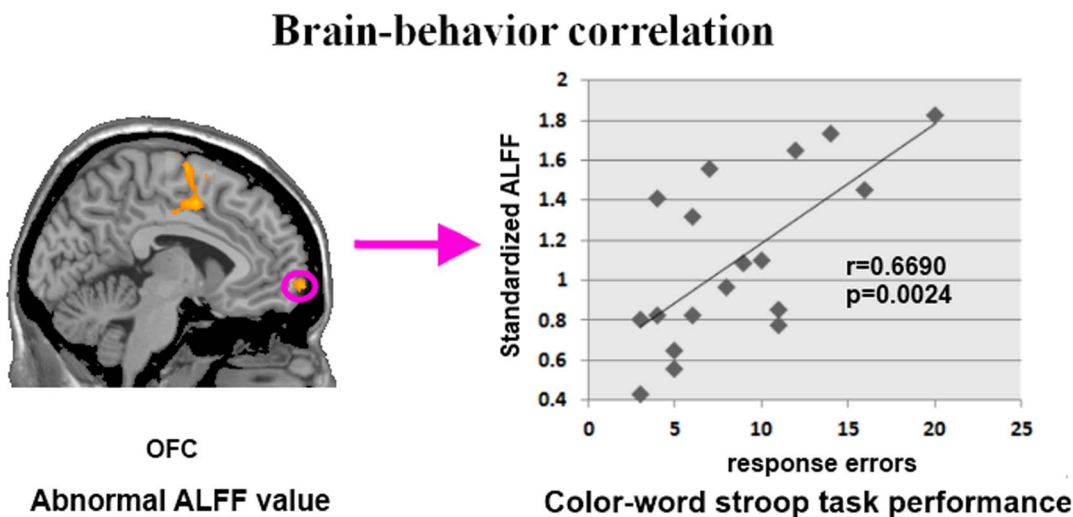 Brain-behavior correlation
2
1.8
1.6
1.4
1.2
1
0.8
0.6
0.4
Standardized ALFF
r=0.6690
p=0.0024
0 5 10 15 20 25
response errors
OFC
Abnormal ALFF value
Color-word stroop task performance